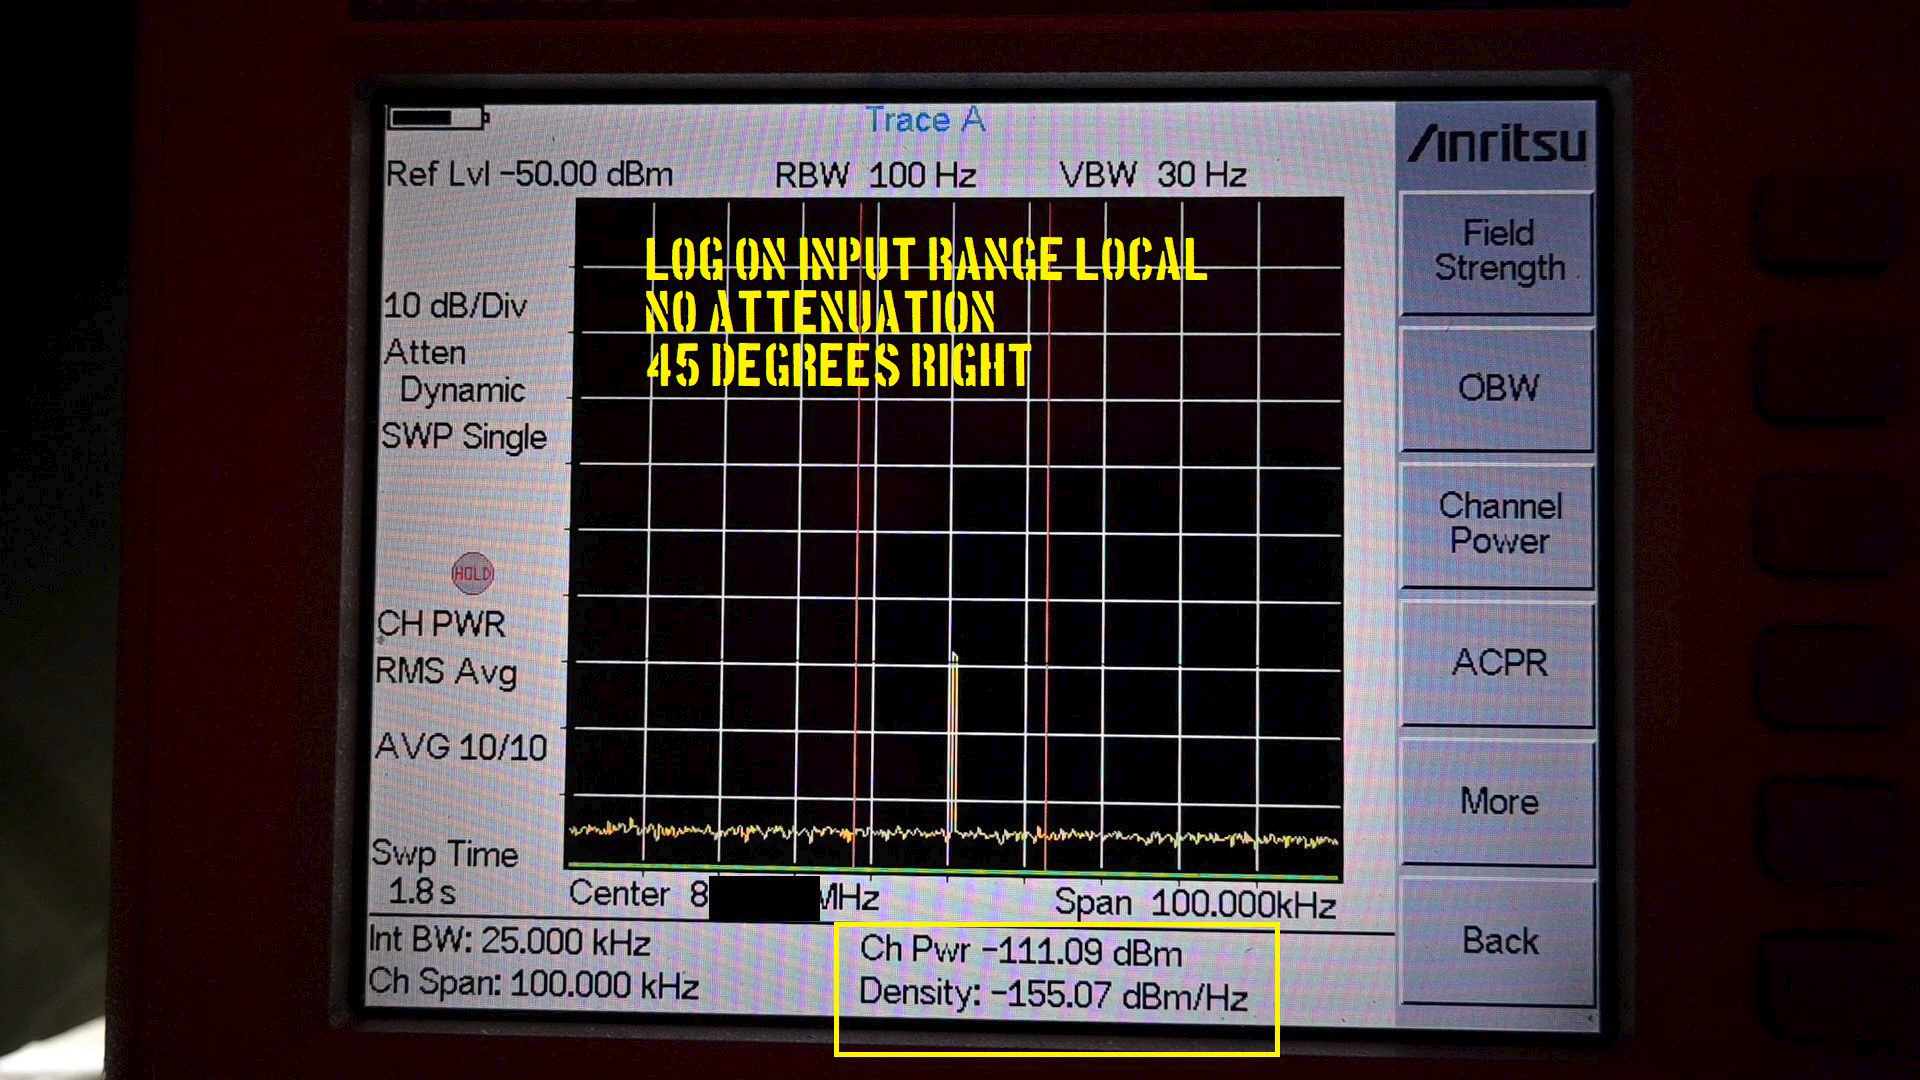 Trace A
Anritsu
Ref Lvl -50.00 dBm RBW 100 Hz VBW 30 Hz
LOG ON INPUT RANGE LOCAL
NO ATTENUATION
45 DEGREES RIGHT
10 dB/Div
Atten
Dynamic
SWP Single
HOLD
CH PWR
RMS Avg
AVG 10/10
Swp Time
1.8 s
Center 8 MHz Span 100.000kHz
Int BW: 25.000 kHz
Ch Span: 100.000 kHz
Ch Pwr -111.09 dBm
Density: -155.07 dBm/Hz
Field
Strength
OBW
Channel
Power
ACPR
More
Back